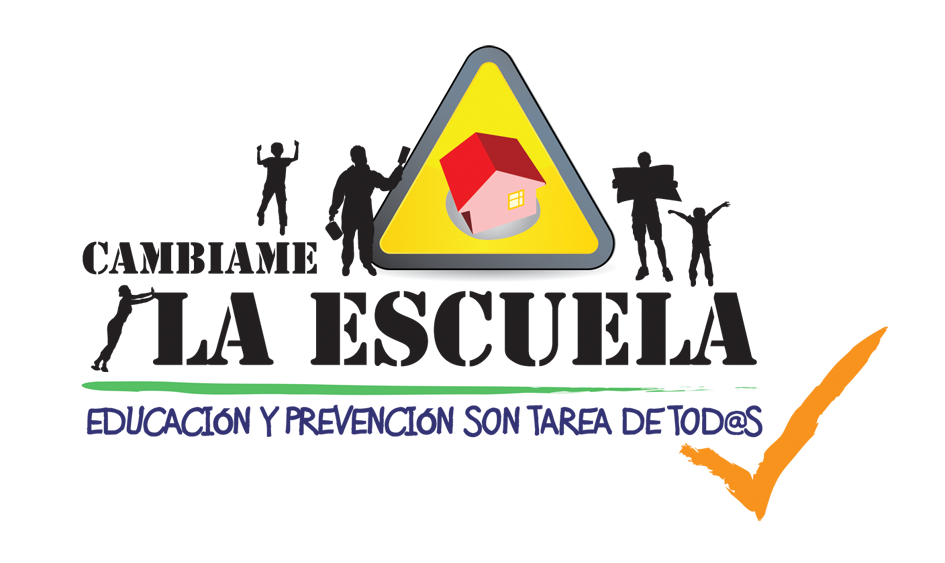 CAMBIAME
LA ESCUELA
EDUCACIÓN Y PREVENCIÓN SON TAREA DE TOD@S